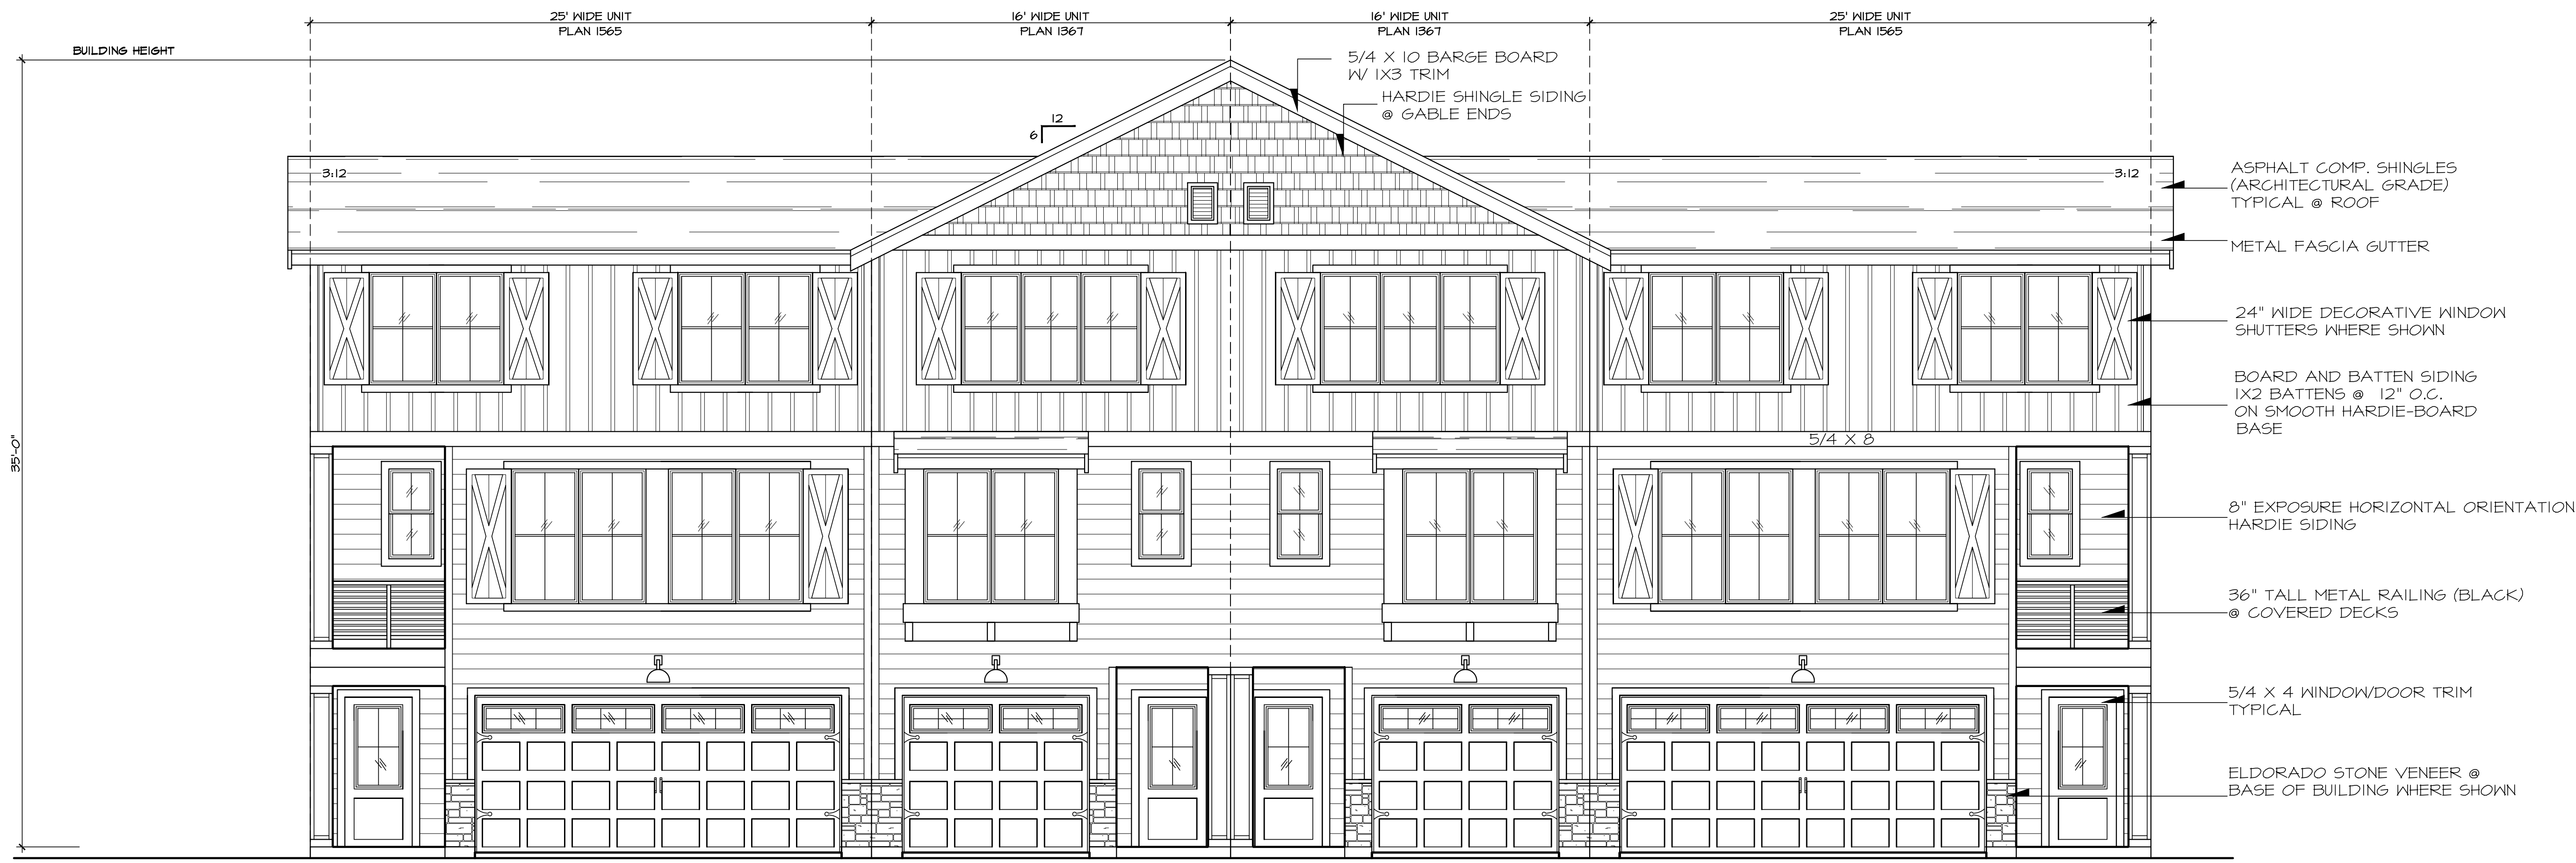 25' WIDE UNIT
PLAN 1565
16' WIDE UNIT
PLAN 1367
16' WIDE UNIT
PLAN 1367
25' WIDE UNIT
PLAN 1565
BUILDING HEIGHT
35'-0"
5/4 X 10 BARGE BOARD
W/ 1X3 TRIM
HARDIE SHINGLE SIDING
@ GABLE ENDS
12
6
3:12
3:12
ASPHALT COMP. SHINGLES
(ARCHITECTURAL GRADE)
TYPICAL @ ROOF
METAL FASCIA GUTTER
24" WIDE DECORATIVE WINDOW
SHUTTERS WHERE SHOWN
BOARD AND BATTEN SIDING
1X2 BATTENS @ 12" O.C.
ON SMOOTH HARDIE-BOARD
BASE
5/4 X 8
8" EXPOSURE HORIZONTAL ORIENTATION
HARDIE SIDING
36" TALL METAL RAILING (BLACK)
@ COVERED DECKS
5/4 X 4 WINDOW/DOOR TRIM
TYPICAL
ELDORADO STONE VENEER @
BASE OF BUILDING WHERE SHOWN